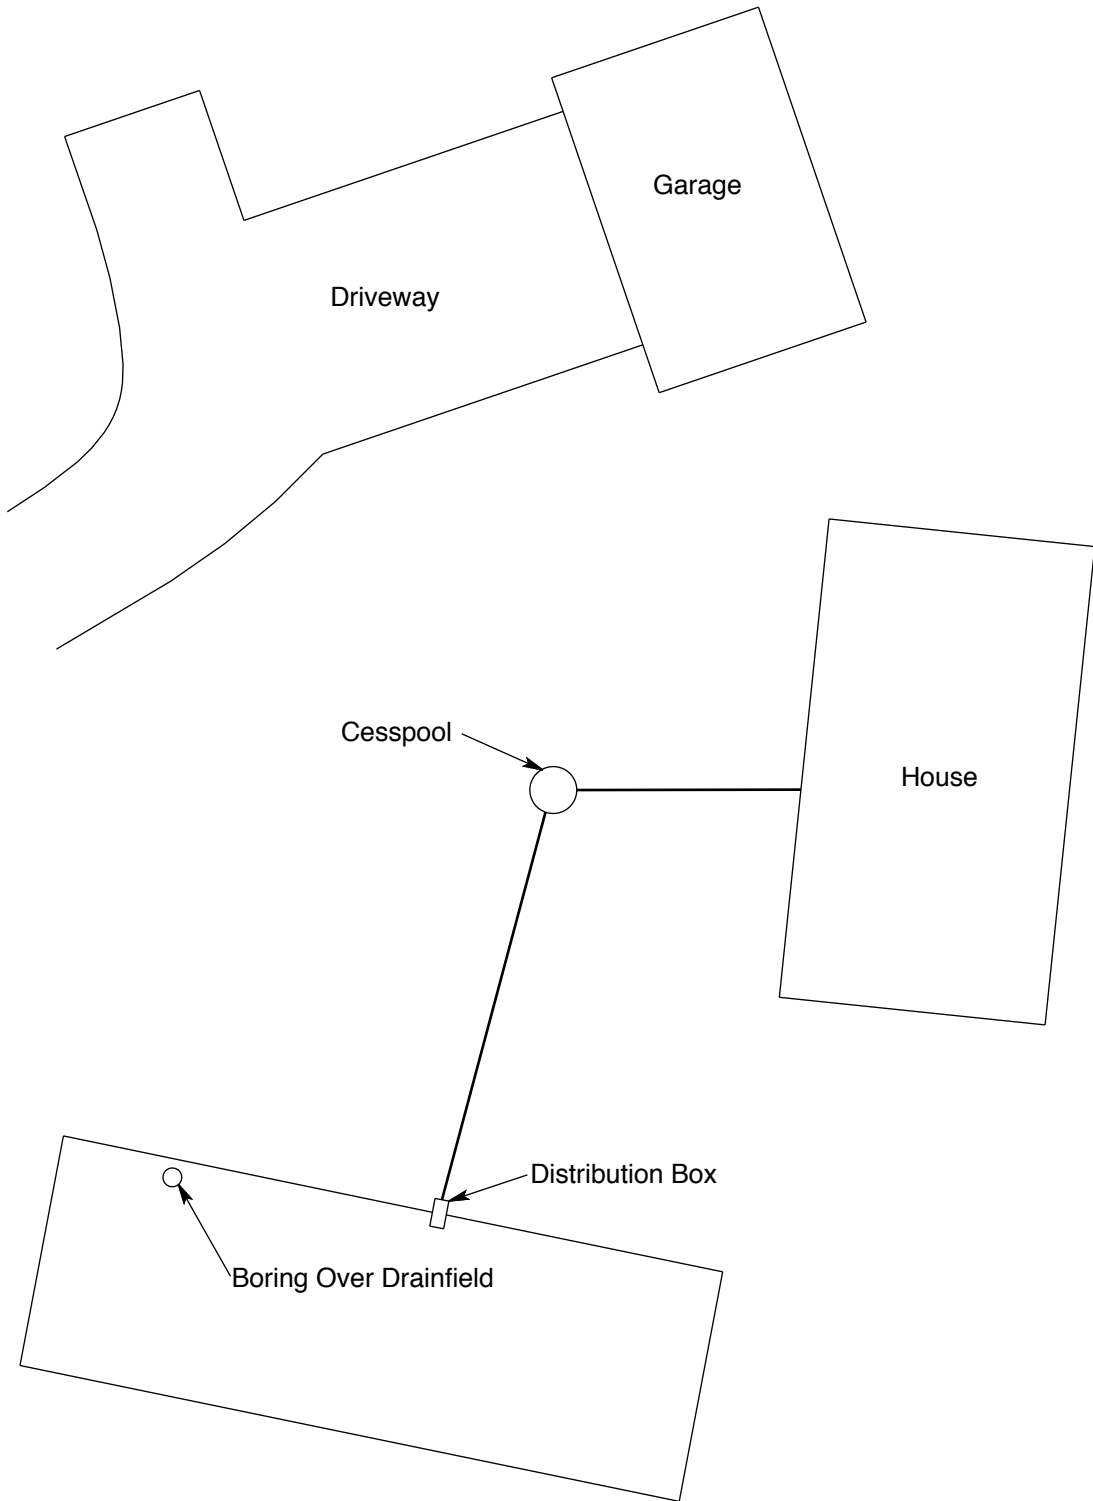 Garage
Driveway
Cesspool
House
Distribution Box
Boring Over Drainfield